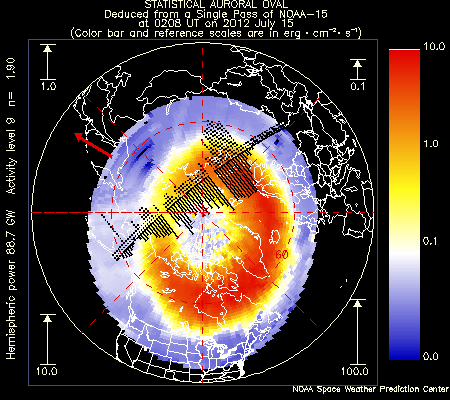 STATISTICAL AURORAL OVAL
Deduced from a Single Pass of NOAA-15
at 0208 UT on 2012 July 15
(Color bar and reference scales are in erg·cm⁻²·s⁻¹)
Hemispheric power 88.7 GW    Activity level 9    n= 1.90
1.0
0.1
10.0
100.0
60
10.0
1.0
0.1
0.0
NOAA Space Weather Prediction Center